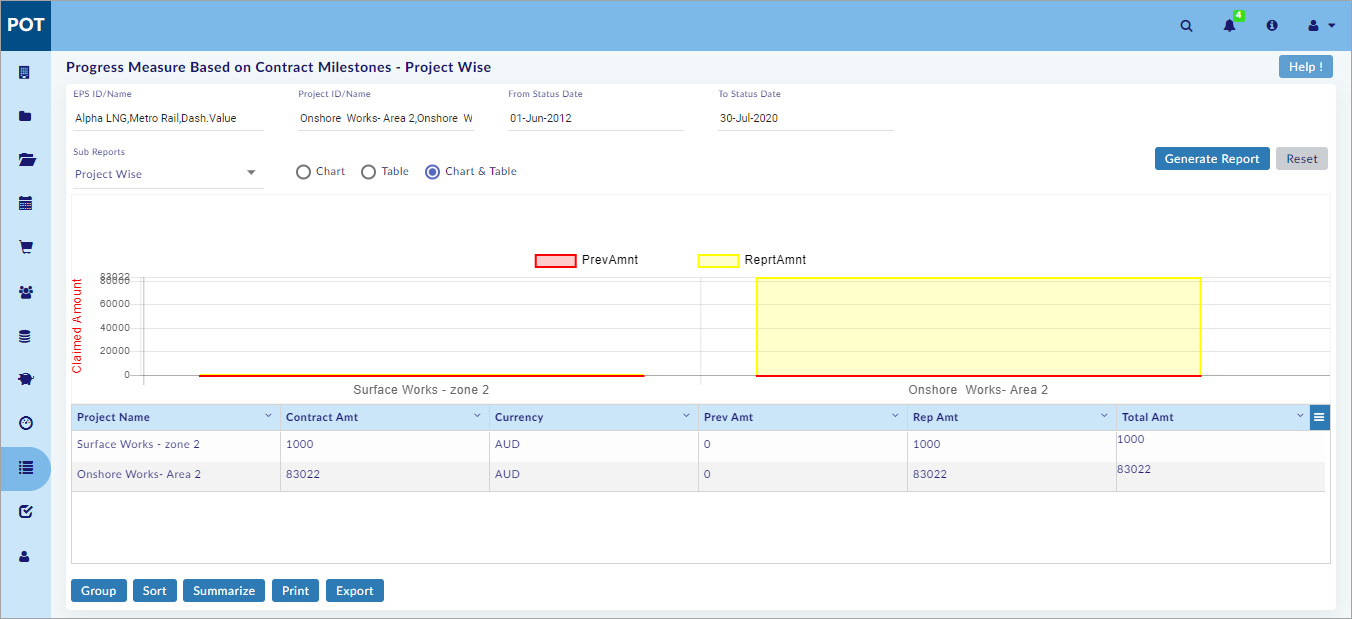 POT
4
Progress Measure Based on Contract Milestones - Project Wise
Help !
EPS ID/Name Project ID/Name From Status Date To Status Date
Alpha LNG,Metro Rail,Dash.Value Onshore Works- Area 2,Onshore W 01-Jun-2012 30-Jul-2020
Sub Reports
Project Wise Chart Table Chart & Table
Generate Report Reset
PrevAmnt ReprtAmnt
Claimed Amount
83022
80000
60000
40000
20000
0
Surface Works - zone 2 Onshore Works- Area 2
Project Name Contract Amt Currency Prev Amt Rep Amt Total Amt
Surface Works - zone 2 1000 AUD 0 1000 1000
Onshore Works- Area 2 83022 AUD 0 83022 83022
Group Sort Summarize Print Export